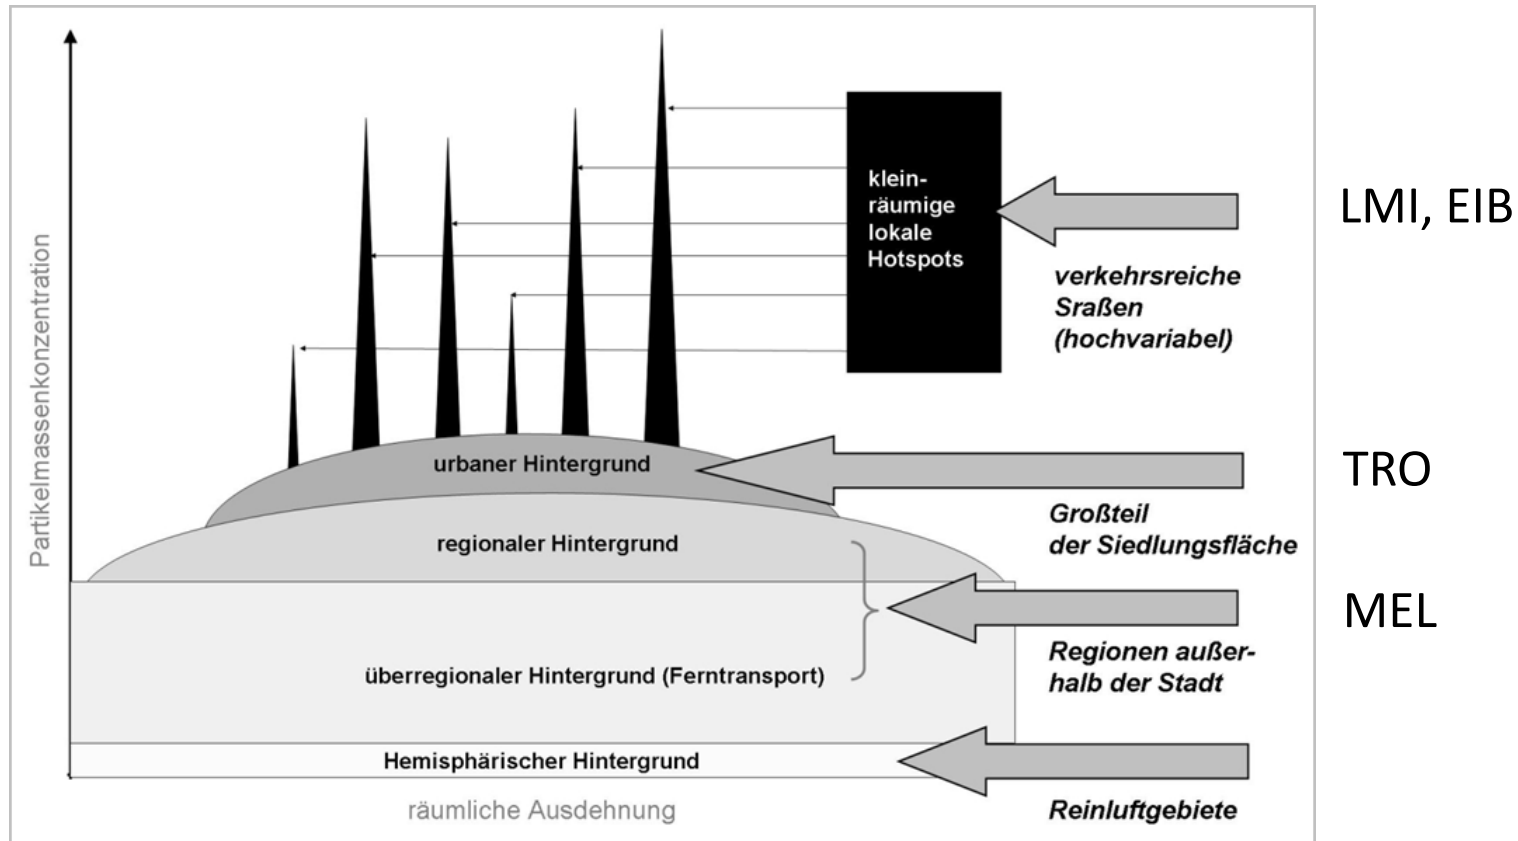 Partikelmassenkonzentration
klein-
räumige
lokale
Hotspots
LMI, EIB
verkehrsreiche
Sraßen
(hochvariabel)
urbaner Hintergrund
TRO
Großteil
der Siedlungsfläche
regionaler Hintergrund
MEL
Regionen außer-
halb der Stadt
überregionaler Hintergrund (Ferntransport)
Hemisphärischer Hintergrund
Reinluftgebiete
räumliche Ausdehnung